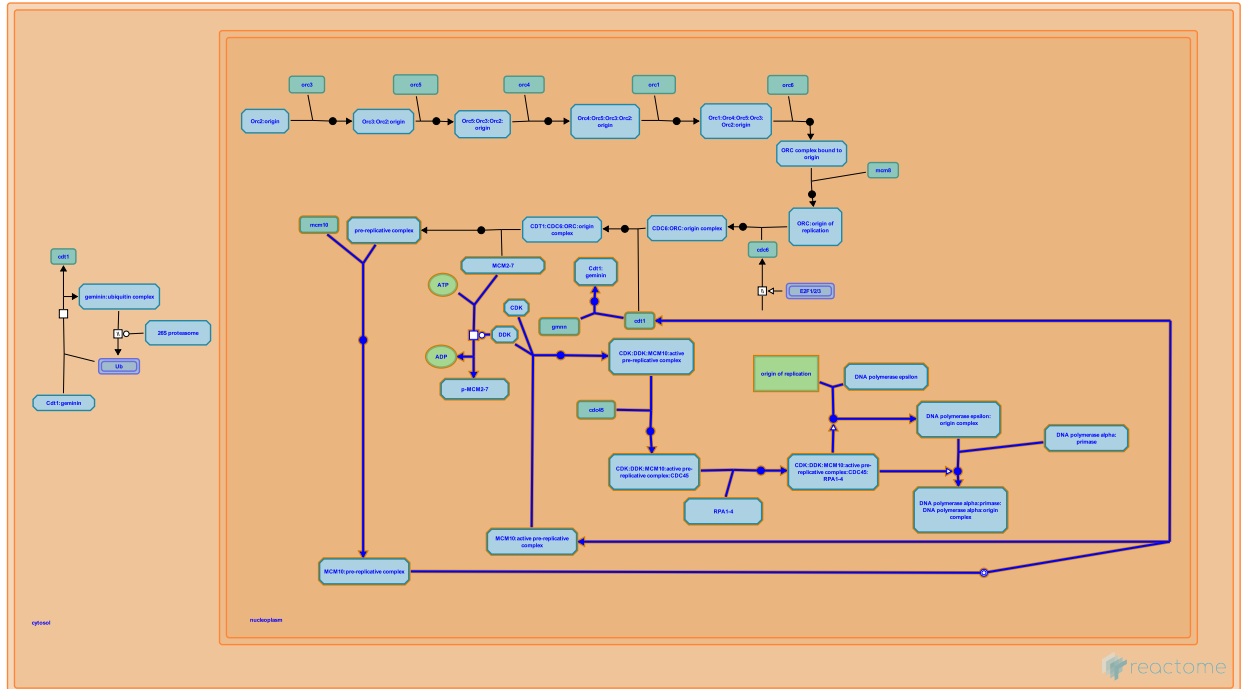 orc3
orc5
orc4
orc1
orc6
Orc2:origin
Orc3:Orc2:origin
Orc5:Orc3:Orc2:
origin
Orc4:Orc5:Orc3:Orc2:
origin
Orc1:Orc4:Orc5:Orc3:
Orc2:origin
ORC complex bound to
origin
mcm8
mcm10
pre-replicative complex
CDT1:CDC6:ORC:origin
complex
CDC6:ORC:origin complex
ORC:origin of
replication
cdc6
E2F1/2/3
cdt1
geminin:ubiquitin complex
26S proteasome
Ub
Cdt1:geminin
MCM2-7
ATP
CDK
DDK
ADP
p-MCM2-7
Cdt1:
geminin
gmnn
cdt1
CDK:DDK:MCM10:active
pre-replicative complex
cdc45
CDK:DDK:MCM10:active pre-
replicative complex:CDC45
RPA1-4
CDK:DDK:MCM10:active pre-
replicative complex:CDC45:
RPA1-4
origin of replication
DNA polymerase epsilon
DNA polymerase epsilon:
origin complex
DNA polymerase alpha:
primase
DNA polymerase alpha:primase:
DNA polymerase alpha:origin
complex
MCM10:active pre-replicative
complex
MCM10:pre-replicative complex
cytosol
nucleoplasm
reactome